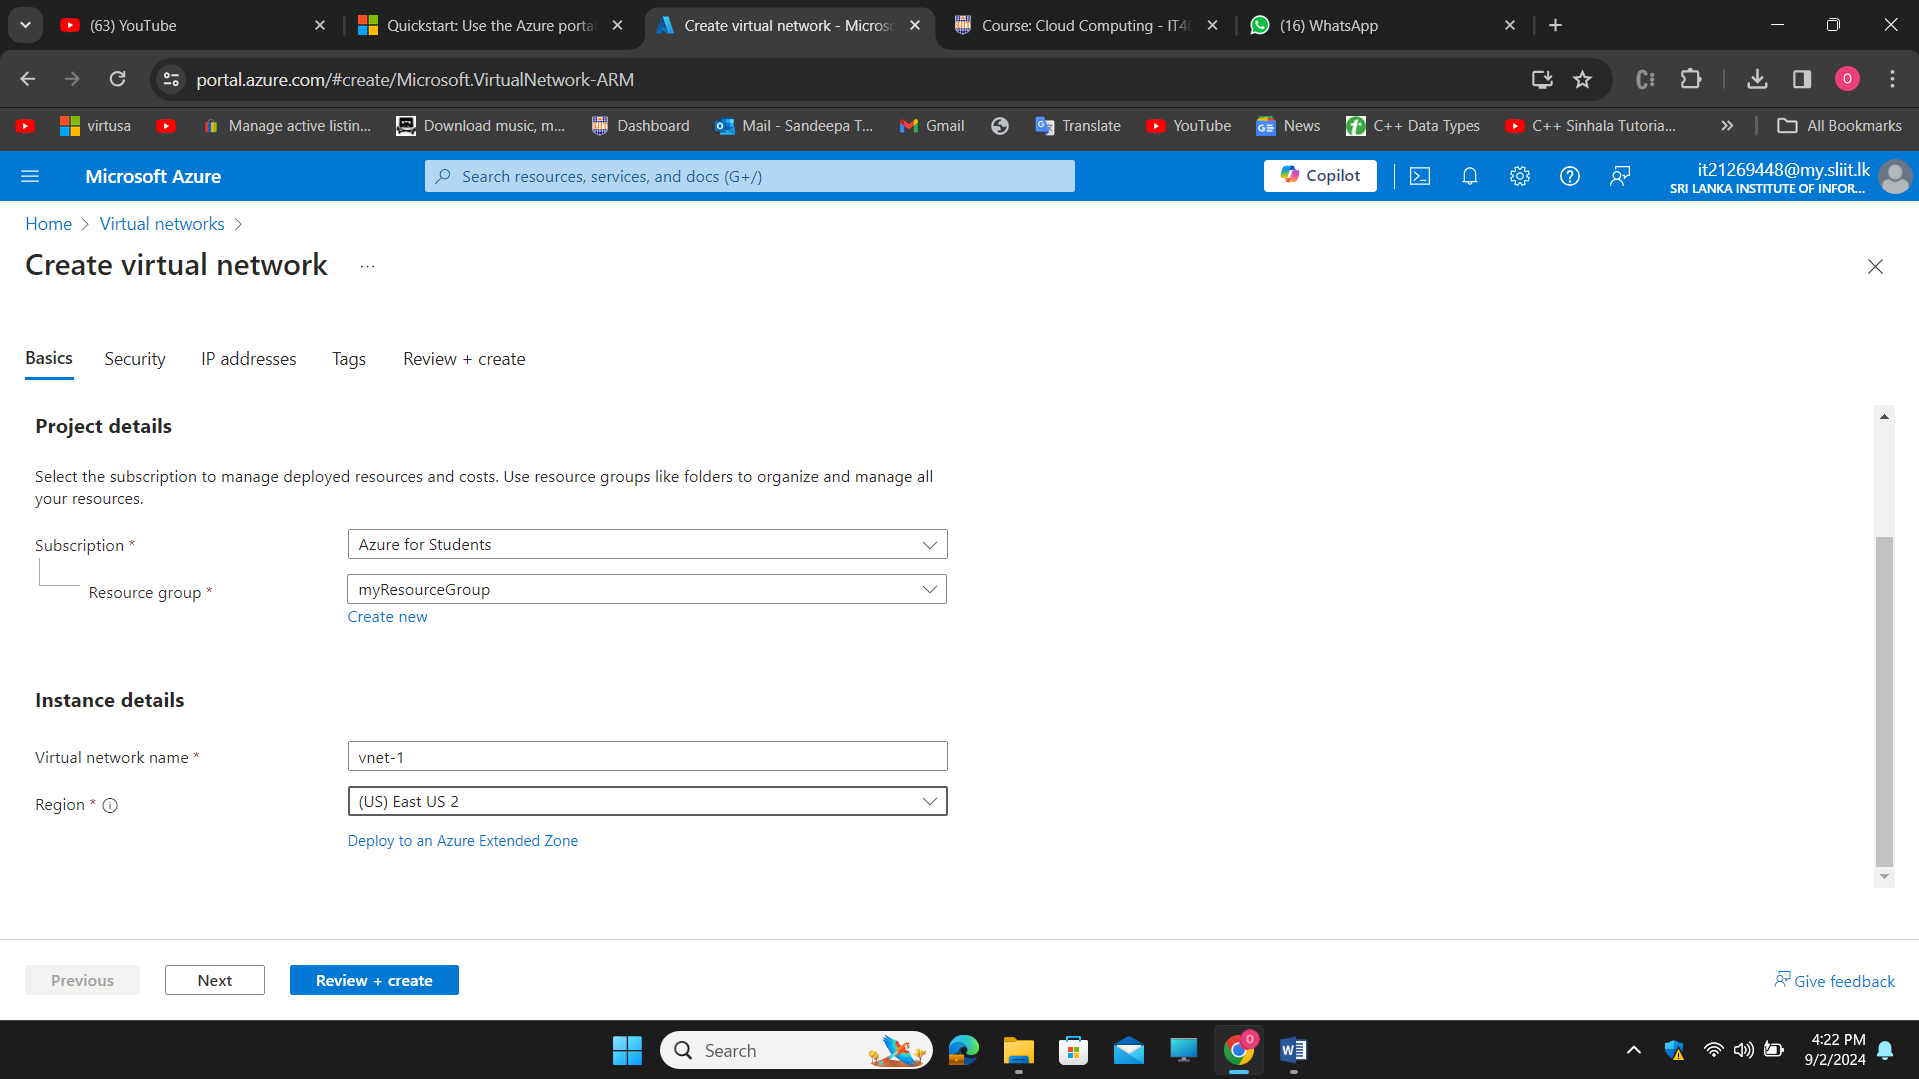 (63) YouTube
Quickstart: Use the Azure porta
Create virtual network - Micros
Course: Cloud Computing - IT4
(16) WhatsApp
portal.azure.com/#create/Microsoft.VirtualNetwork-ARM
O
virtusa
Manage active listin...
Download music, m...
Dashboard
Mail - Sandeepa T...
Gmail
Translate
YouTube
News
C++ Data Types
C++ Sinhala Tutoria...
All Bookmarks
Microsoft Azure
Search resources, services, and docs (G+/)
Copilot
it21269448@my.sliit.lk
SRI LANKA INSTITUTE OF INFOR...
Home > Virtual networks >
Create virtual network ...
Basics
Security
IP addresses
Tags
Review + create
Project details
Select the subscription to manage deployed resources and costs. Use resource groups like folders to organize and manage all
your resources.
Subscription *
Azure for Students
Resource group *
myResourceGroup
Create new
Instance details
Virtual network name *
vnet-1
Region *
(US) East US 2
Deploy to an Azure Extended Zone
Previous
Next
Review + create
Give feedback
Search
4:22 PM
9/2/2024